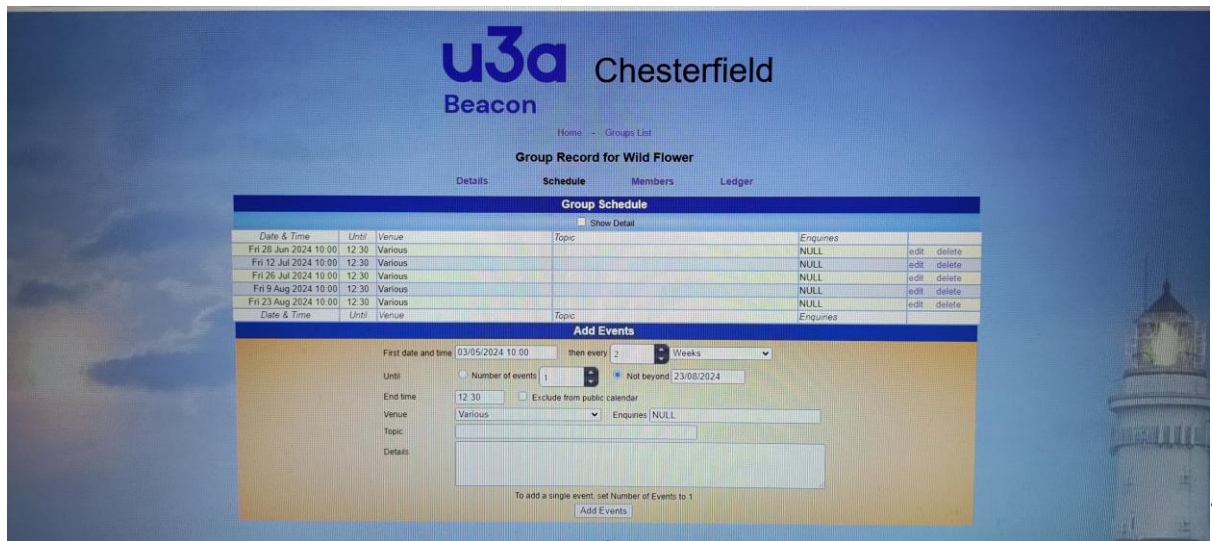 u3a Chesterfield
Beacon
Home - Groups List
Group Record for Wild Flower
Details Schedule Members Ledger
Group Schedule
Show Detail
Date & Time Until Venue Topic Enquiries
Fri 28 Jun 2024 10:00 12:30 Various NULL edit delete
Fri 12 Jul 2024 10:00 12:30 Various NULL edit delete
Fri 26 Jul 2024 10:00 12:30 Various NULL edit delete
Fri 9 Aug 2024 10:00 12:30 Various NULL edit delete
Fri 23 Aug 2024 10:00 12:30 Various NULL edit delete
Date & Time Until Venue Topic Enquiries
Add Events
First date and time 03/05/2024 10:00 then every 2 Weeks
Until Number of events 1 Not beyond 23/08/2024
End time 12:30 Exclude from public calendar
Venue Various Enquiries NULL
Topic
Details
To add a single event, set Number of Events to 1
Add Events